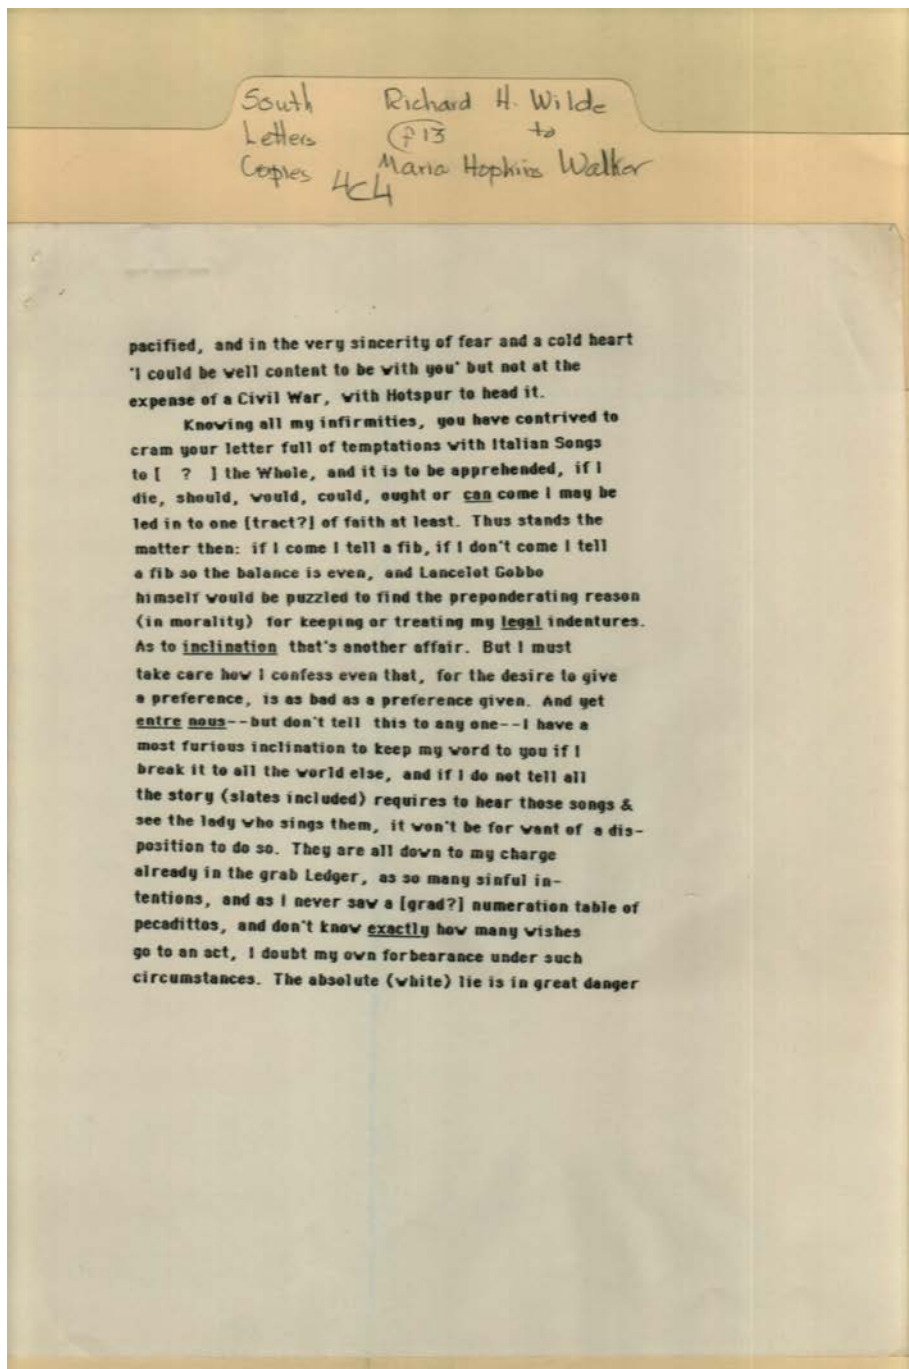 South Richard H. Wilde
Letters p 13 to
Copies Maria Hopkins Walker
4C4
pacified, and in the very sincerity of fear and a cold heart
'I could be well content to be with you' but not at the
expense of a Civil War, with Hotspur to head it.
Knowing all my infirmities, you have contrived to
cram your letter full of temptations with Italian Songs
to [ ? ] the Whole, and it is to be apprehended, if I
die, should, would, could, ought or can come I may be
led in to one [tract?] of faith at least. Thus stands the
matter then: if I come I tell a fib, if I don't come I tell
a fib so the balance is even, and Lancelot Gobbo
himself would be puzzled to find the preponderating reason
(in morality) for keeping or treating my legal indentures.
As to inclination that's another affair. But I must
take care how I confess even that, for the desire to give
a preference, is as bad as a preference given. And yet
entre nous--but don't tell this to any one--I have a
most furious inclination to keep my word to you if I
break it to all the world else, and if I do not tell all
the story (slates included) requires to hear those songs &
see the lady who sings them, it won't be for want of a dis-
position to do so. They are all down to my charge
already in the grab Ledger, as so many sinful in-
tentions, and as I never saw a [grad?] numeration table of
pecadittos, and don't know exactly how many wishes
go to an act, I doubt my own forbearance under such
circumstances. The absolute (white) lie is in great danger